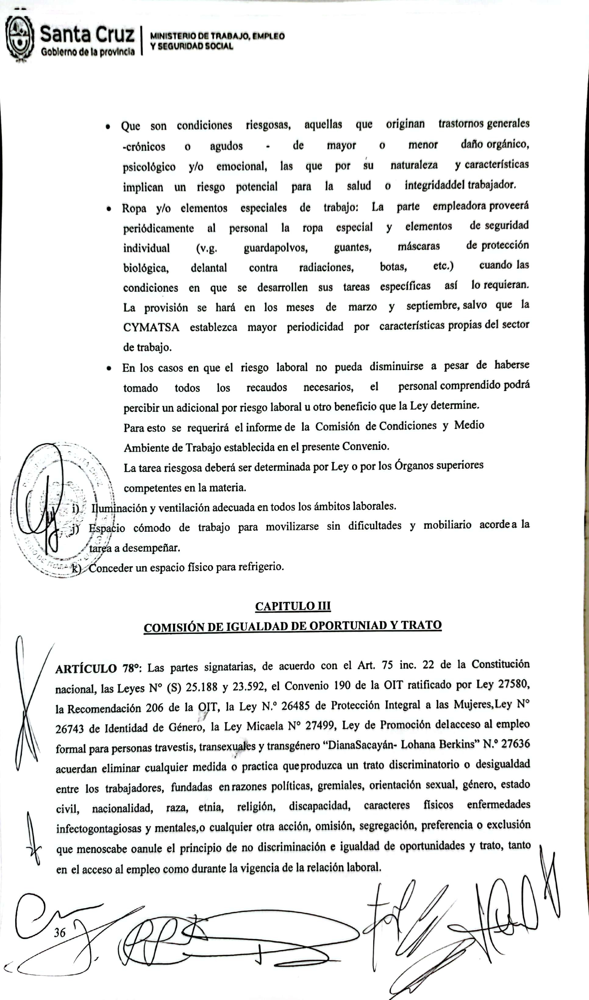 Santa Cruz
Gobierno de la provincia
MINISTERIO DE TRABAJO, EMPLEO
Y SEGURIDAD SOCIAL
• Que son condiciones riesgosas, aquellas que originan trastornos generales
-crónicos o agudos - de mayor o menor daño orgánico,
psicológico y/o emocional, las que por su naturaleza y características
implican un riesgo potencial para la salud o integridaddel trabajador.
• Ropa y/o elementos especiales de trabajo: La parte empleadora proveerá
periódicamente al personal la ropa especial y elementos de seguridad
individual (v.g. guardapolvos, guantes, máscaras de protección
biológica, delantal contra radiaciones, botas, etc.) cuando las
condiciones en que se desarrollen sus tareas específicas así lo requieran.
La provisión se hará en los meses de marzo y septiembre, salvo que la
CYMATSA establezca mayor periodicidad por características propias del sector
de trabajo.
• En los casos en que el riesgo laboral no pueda disminuirse a pesar de haberse
tomado todos los recaudos necesarios, el personal comprendido podrá
percibir un adicional por riesgo laboral u otro beneficio que la Ley determine.
Para esto se requerirá el informe de la Comisión de Condiciones y Medio
Ambiente de Trabajo establecida en el presente Convenio.
La tarea riesgosa deberá ser determinada por Ley o por los Órganos superiores
competentes en la materia.
i) Iluminación y ventilación adecuada en todos los ámbitos laborales.
j) Espacio cómodo de trabajo para movilizarse sin dificultades y mobiliario acorde a la
tarea a desempeñar.
k) Conceder un espacio físico para refrigerio.
CAPITULO III
COMISIÓN DE IGUALDAD DE OPORTUNIAD Y TRATO
ARTÍCULO 78º: Las partes signatarias, de acuerdo con el Art. 75 inc. 22 de la Constitución
nacional, las Leyes N° (S) 25.188 y 23.592, el Convenio 190 de la OIT ratificado por Ley 27580,
la Recomendación 206 de la OIT, la Ley N.º 26485 de Protección Integral a las Mujeres,Ley N°
26743 de Identidad de Género, la Ley Micaela N° 27499, Ley de Promoción delacceso al empleo
formal para personas travestis, transexuales y transgénero “DianaSacayán- Lohana Berkins” N.º 27636
acuerdan eliminar cualquier medida o practica queproduzca un trato discriminatorio o desigualdad
entre los trabajadores, fundadas en razones políticas, gremiales, orientación sexual, género, estado
civil, nacionalidad, raza, etnia, religión, discapacidad, caracteres físicos enfermedades
infectogontagiosas y mentales,o cualquier otra acción, omisión, segregación, preferencia o exclusión
que menoscabe oanule el principio de no discriminación e igualdad de oportunidades y trato, tanto
en el acceso al empleo como durante la vigencia de la relación laboral.
36